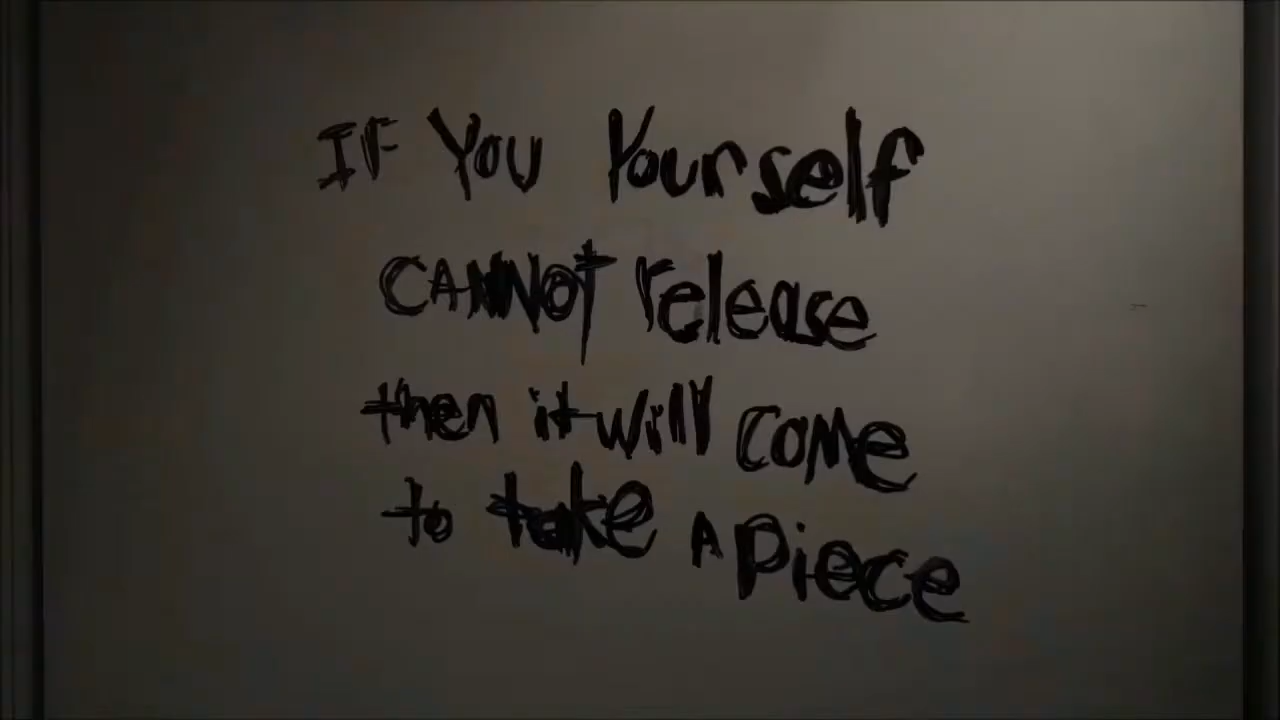 IF You Yourself
CANNOT release
then it will come
to take A piece